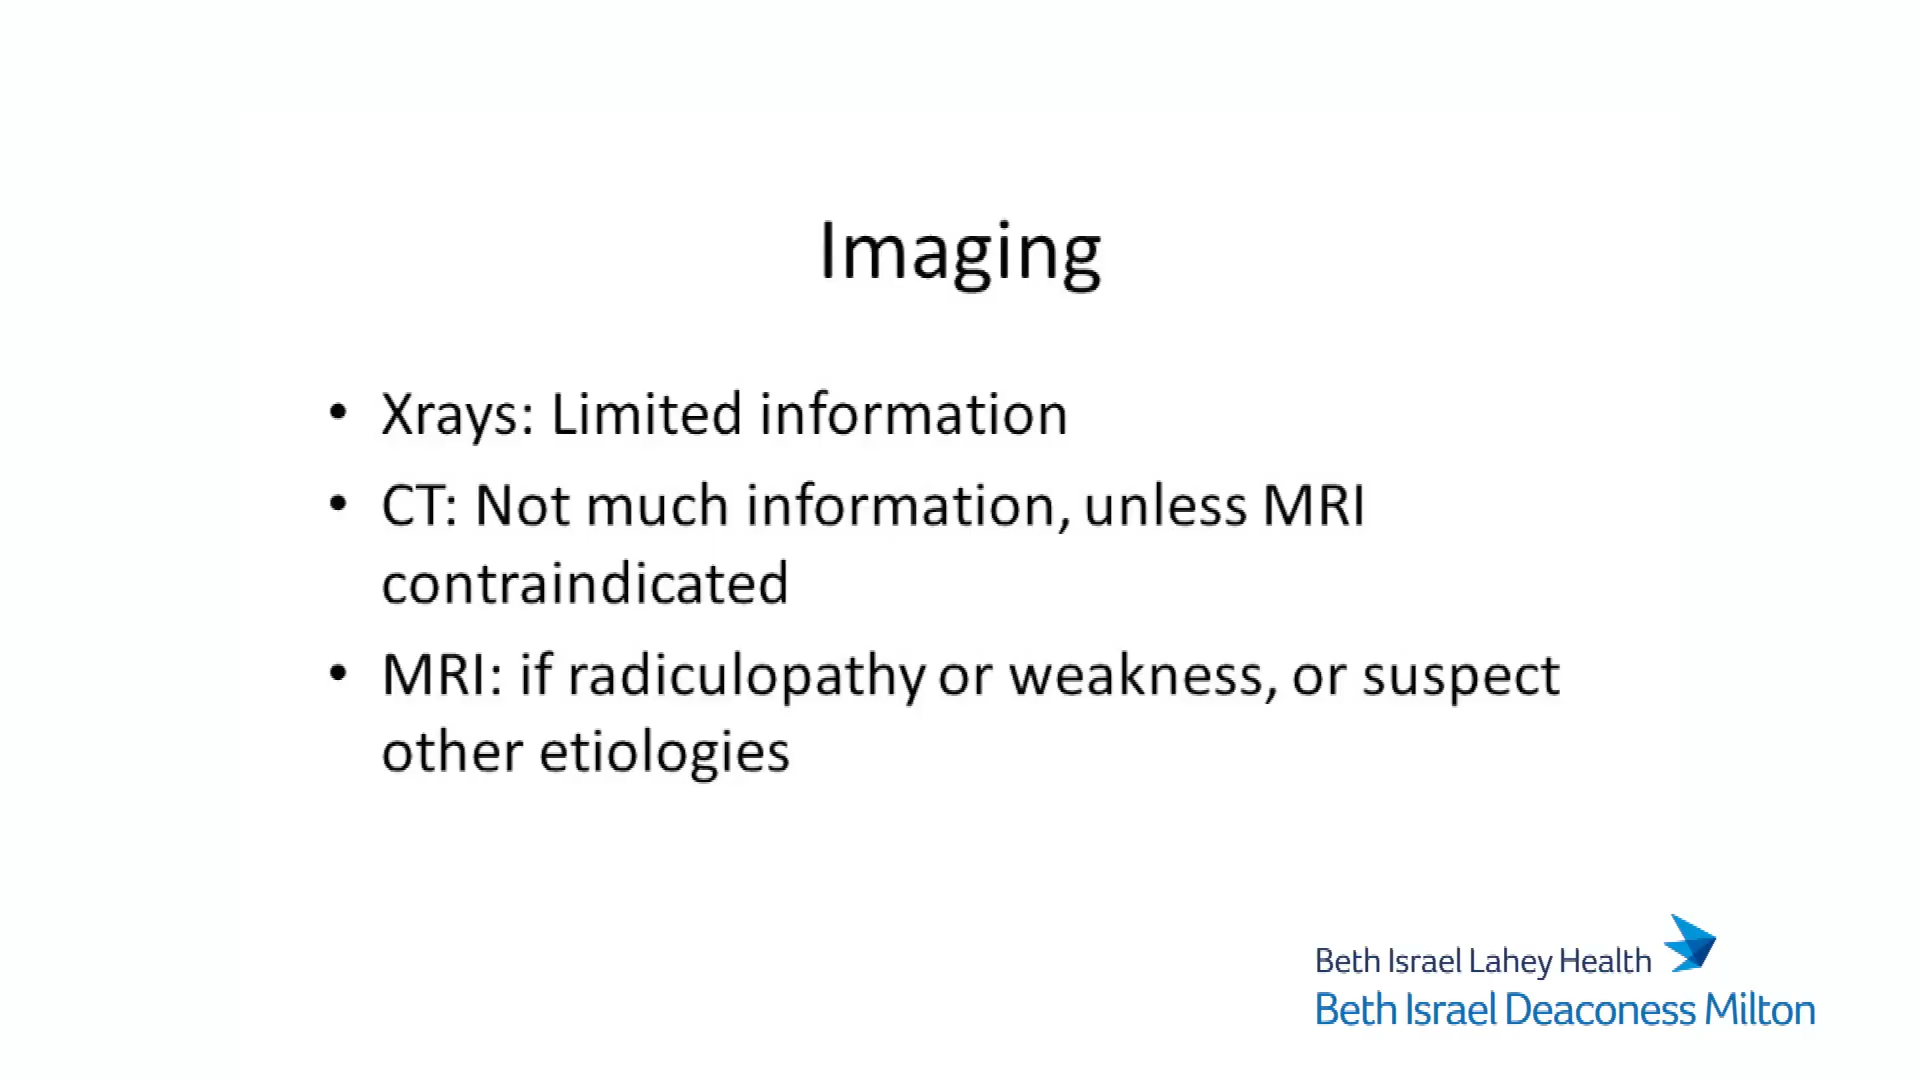 Imaging
• Xrays: Limited information
• CT: Not much information, unless MRI
contraindicated
• MRI: if radiculopathy or weakness, or suspect
other etiologies
Beth Israel Lahey Health
Beth Israel Deaconess Milton